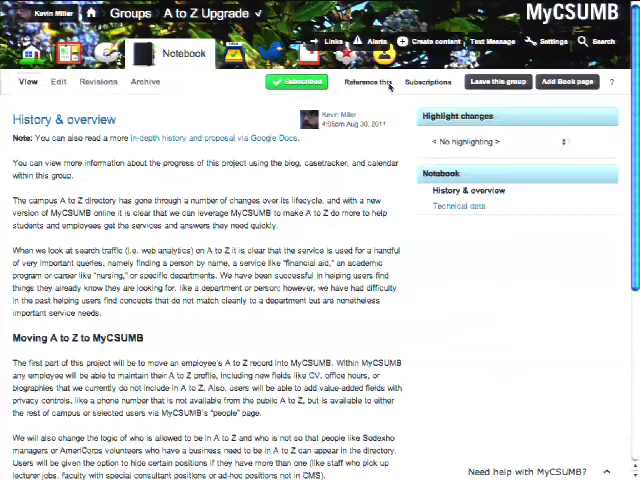 Kevin Miller Groups › A to Z Upgrade MyCSUMB
Links Alerts Create content Text Message Settings Search
Notebook
View Edit Revisions Archive Subscribed Reference this Subscriptions Leave this group Add Book page ?
History & overview
Kevin Miller
4:05pm Aug 30, 2011
Note: You can also read a more in-depth history and proposal via Google Docs.
You can view more information about the progress of this project using the blog, casetracker, and calendar
within this group.
The campus A to Z directory has gone through a number of changes over its lifecycle, and with a new
version of MyCSUMB online it is clear that we can leverage MyCSUMB to make A to Z do more to help
students and employees get the services and answers they need quickly.
When we look at search traffic (i.e. web analytics) on A to Z it is clear that the service is used for a handful
of very important queries, namely finding a person by name, a service like "financial aid," an academic
program or career like "nursing," or specific departments. We have been successful in helping users find
things they already know they are looking for, like a department or person; however, we have had difficulty
in the past helping users find concepts that do not match cleanly to a department but are nonetheless
important service needs.
Moving A to Z to MyCSUMB
The first part of this project will be to move an employee's A to Z record into MyCSUMB. Within MyCSUMB
any employee will be able to maintain their A to Z profile, including new fields like CV, office hours, or
biographies that we currently do not include in A to Z. Also, users will be able to add value-added fields with
privacy controls, like a phone number that is not available from the public A to Z, but is available to either
the rest of campus or selected users via MyCSUMB's "people" page.
We will also change the logic of who is allowed to be in A to Z and who is not so that people like Sodexho
managers or AmeriCorps volunteers who have a business need to be in A to Z can appear in the directory.
Users will be given the option to hide certain positions if they have more than one (like staff who pick up
lecturer jobs, faculty with special consultant positions or ad-hoc positions not in CMS).
Highlight changes
< No highlighting >
Notebook
History & overview
Technical data
Need help with MyCSUMB?